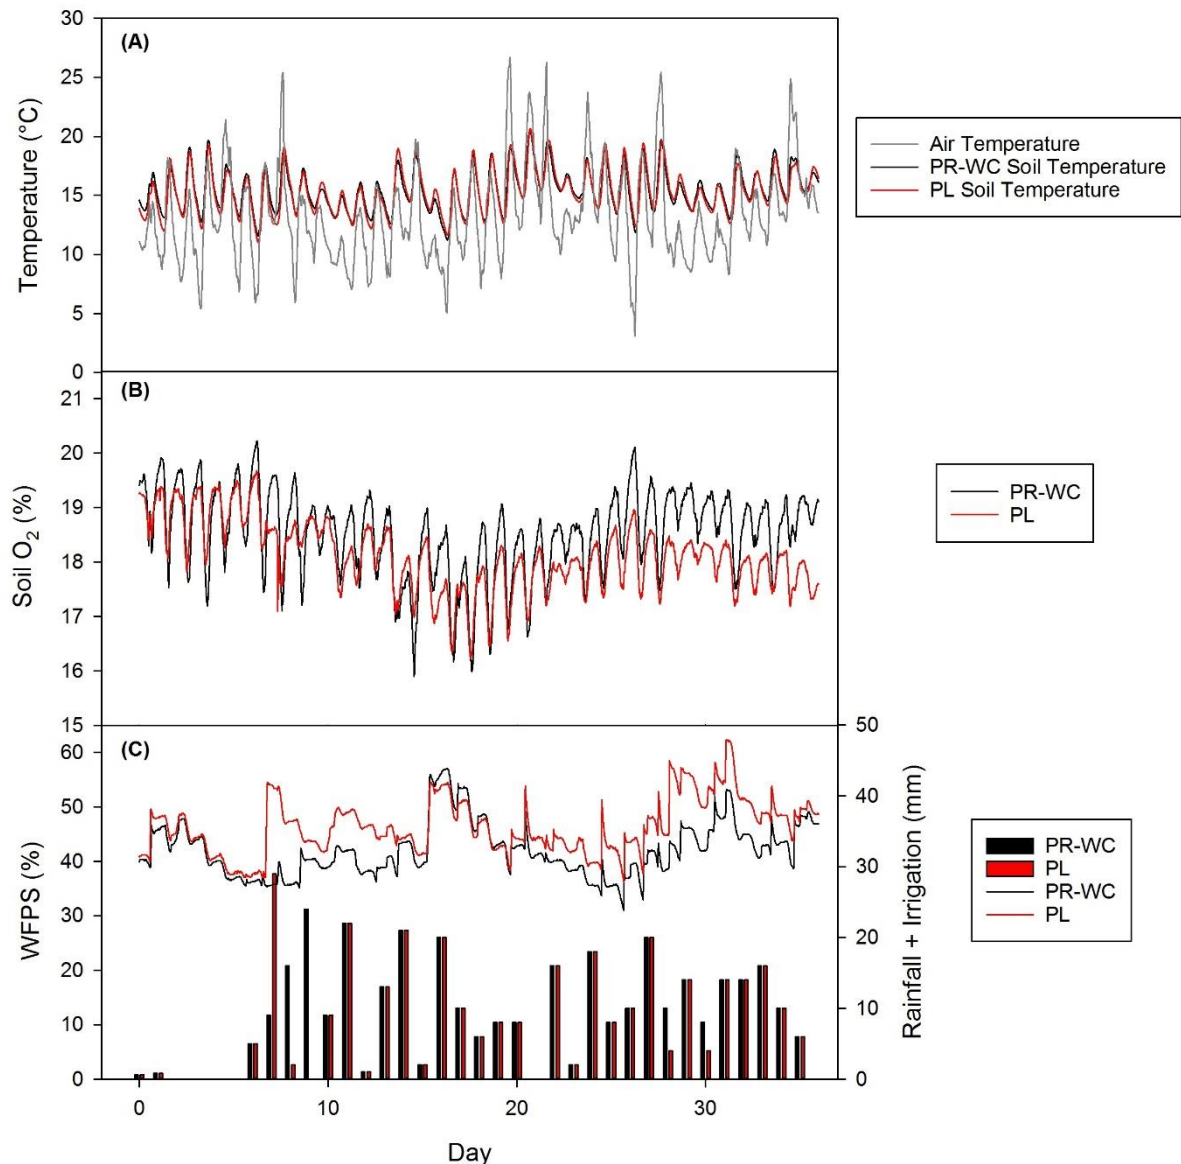 (A)
30
25
20
15
10
5
0
Temperature (°C)
Air Temperature
PR-WC Soil Temperature
PL Soil Temperature
(B)
21
20
19
18
17
16
15
Soil O₂ (%)
PR-WC
PL
(C)
60
50
40
30
20
10
0
WFPS (%)
50
40
30
20
10
0
Rainfall + Irrigation (mm)
PR-WC
PL
PR-WC
PL
0 10 20 30
Day